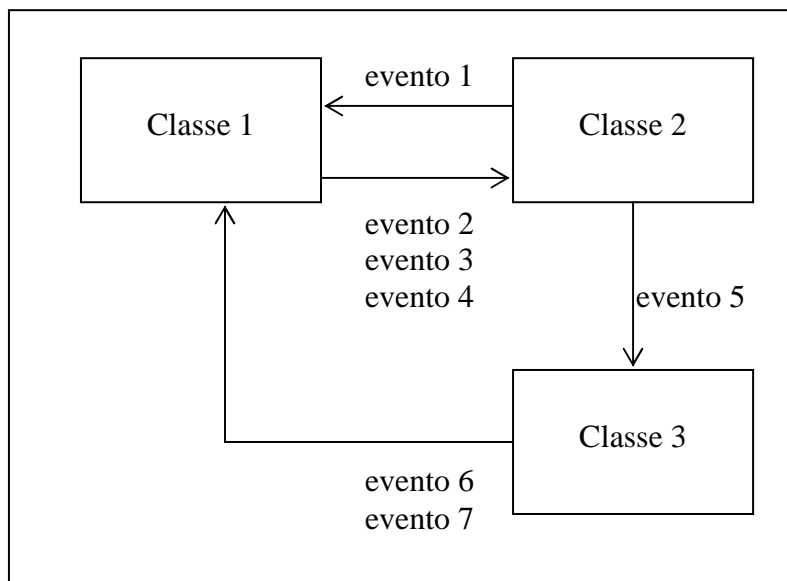 evento 1
Classe 1
Classe 2
evento 2
evento 3
evento 4
evento 5
Classe 3
evento 6
evento 7